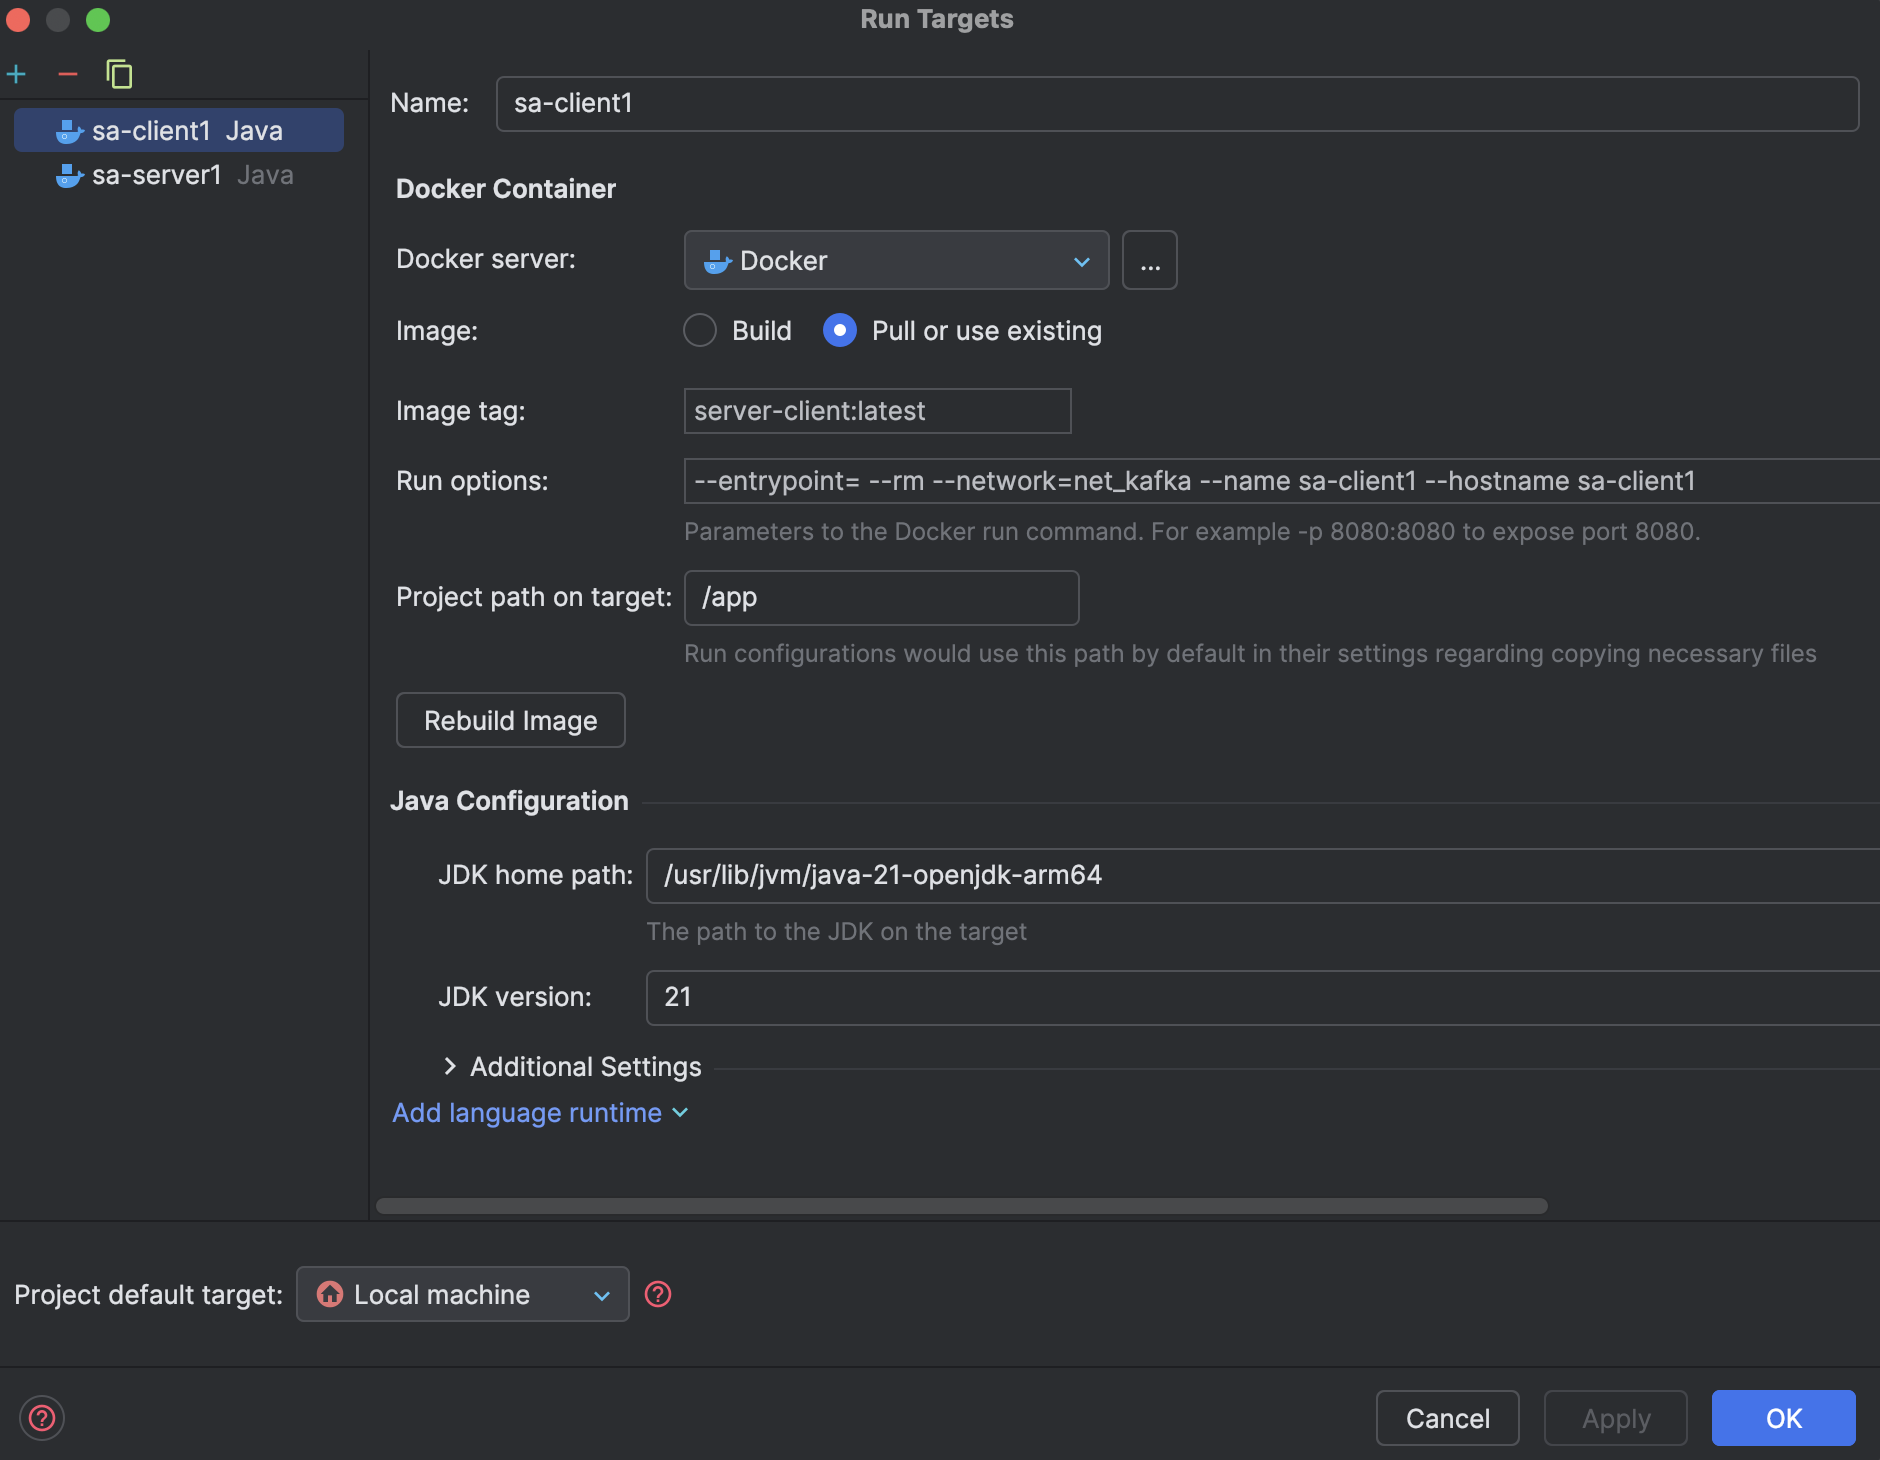 Run Targets
Name: sa-client1
sa-client1 Java
sa-server1 Java
Docker Container
Docker server: Docker ...
Image: Build Pull or use existing
Image tag: server-client:latest
Run options: --entrypoint= --rm --network=net_kafka --name sa-client1 --hostname sa-client1
Parameters to the Docker run command. For example -p 8080:8080 to expose port 8080.
Project path on target: /app
Run configurations would use this path by default in their settings regarding copying necessary files
Rebuild Image
Java Configuration
JDK home path: /usr/lib/jvm/java-21-openjdk-arm64
The path to the JDK on the target
JDK version: 21
Additional Settings
Add language runtime
Project default target: Local machine ?
? Cancel Apply OK